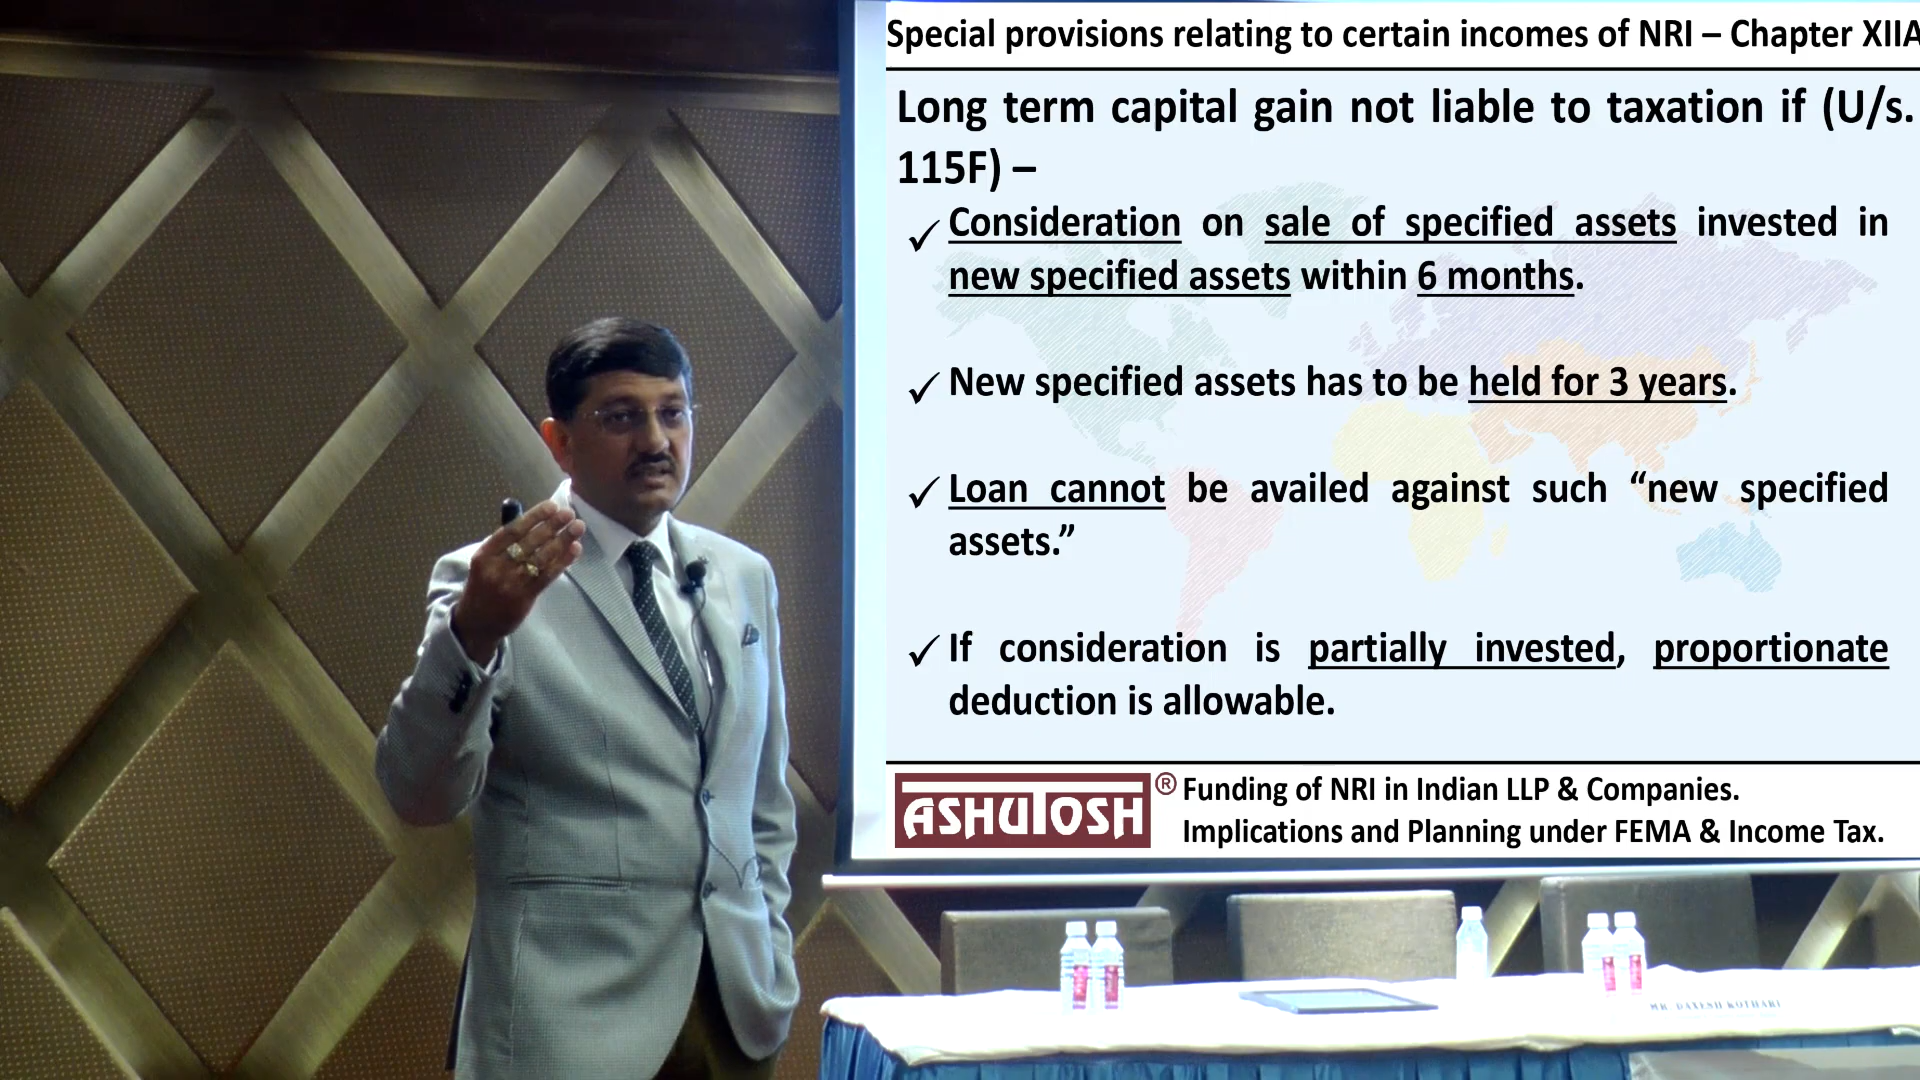 Special provisions relating to certain incomes of NRI – Chapter XIIA
Long term capital gain not liable to taxation if (U/s.
115F) –
✓ Consideration on sale of specified assets invested in
new specified assets within 6 months.
✓ New specified assets has to be held for 3 years.
✓ Loan cannot be availed against such “new specified
assets.”
✓ If consideration is partially invested, proportionate
deduction is allowable.
ASHUTOSH ® Funding of NRI in Indian LLP & Companies.
Implications and Planning under FEMA & Income Tax.
MR. DAXESH KOTHARI